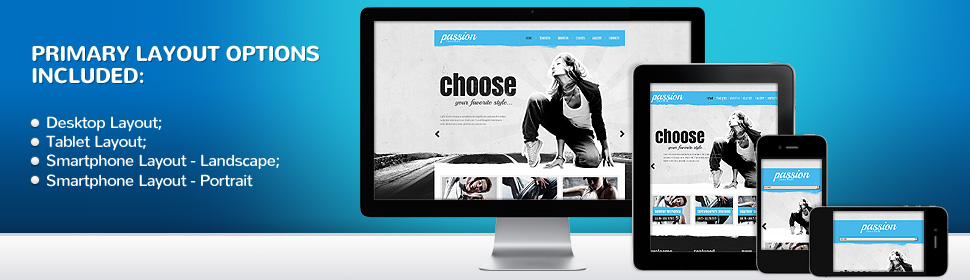 PRIMARY LAYOUT OPTIONS
INCLUDED:
Desktop Layout;
Tablet Layout;
Smartphone Layout - Landscape;
Smartphone Layout - Portrait
passion
choose
your favorite style...
passion
choose
your favorite style...
passion
passion